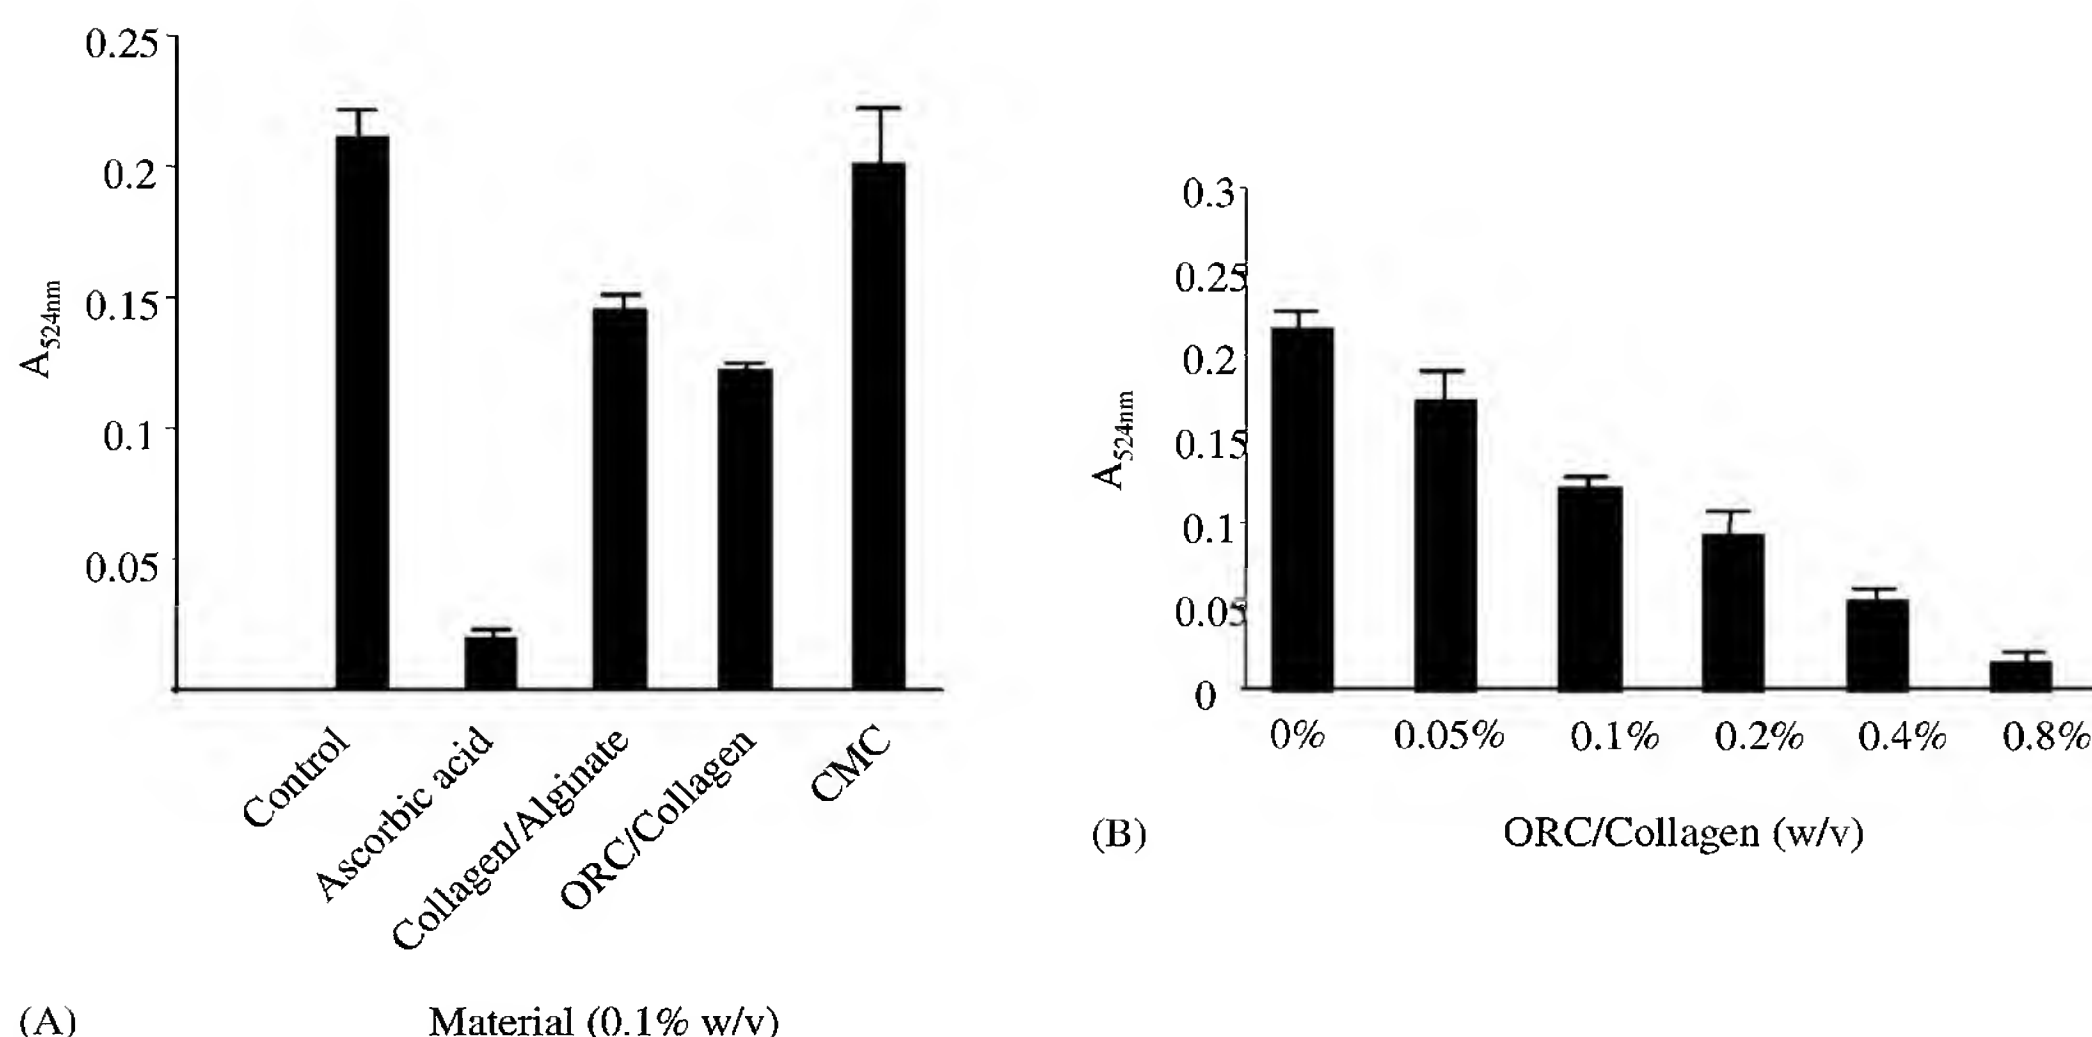 0.25
0.2
0.15
0.1
0.05
A524nm
Control
Ascorbic acid
Collagen/Alginate
ORC/Collagen
CMC
(A)
Material (0.1% w/v)
0.3
0.25
0.2
0.15
0.1
0.05
0
A524nm
0% 0.05% 0.1% 0.2% 0.4% 0.8%
(B)
ORC/Collagen (w/v)